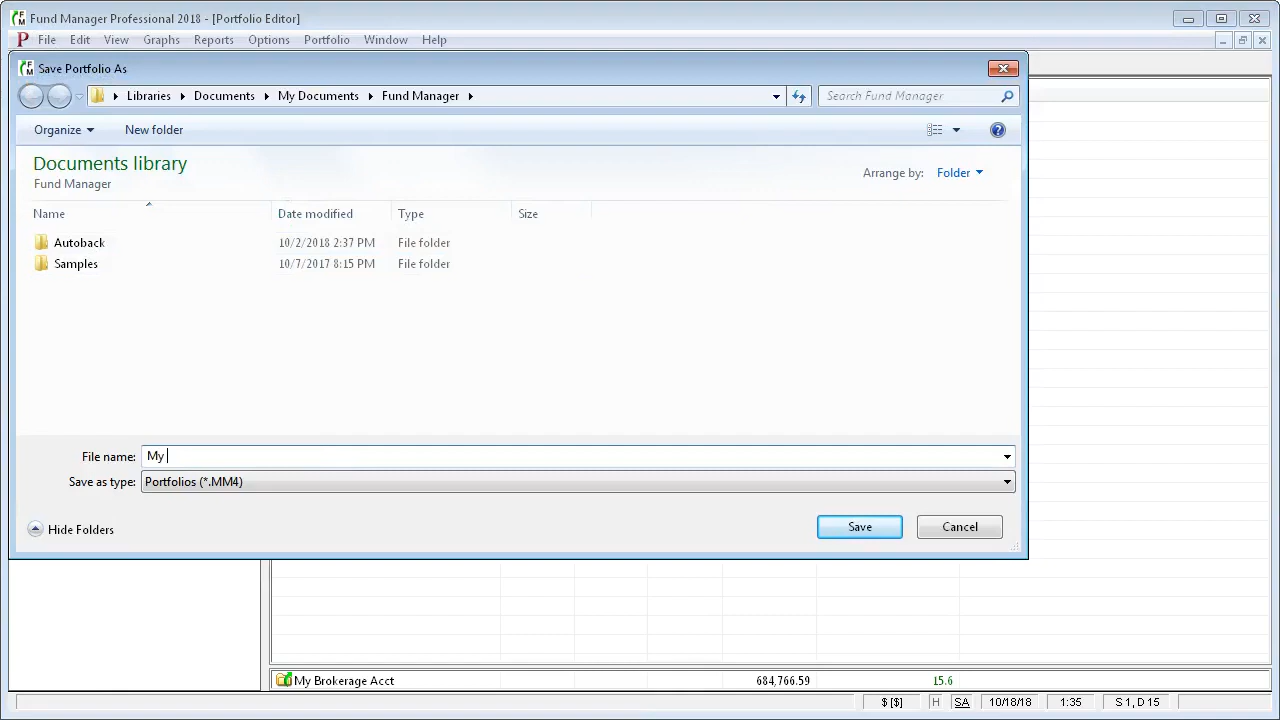 Fund Manager Professional 2018 - [Portfolio Editor]
File Edit View Graphs Reports Options Portfolio Window Help
Save Portfolio As
Libraries Documents My Documents Fund Manager
Search Fund Manager
Organize New folder
Documents library
Fund Manager
Arrange by: Folder
Name Date modified Type Size
Autoback 10/2/2018 2:37 PM File folder
Samples 10/7/2017 8:15 PM File folder
File name: My
Save as type: Portfolios (*.MM4)
Hide Folders Save Cancel
My Brokerage Acct 684,766.59 15.6
$ [$] H SA 10/18/18 1:35 S 1, D 15